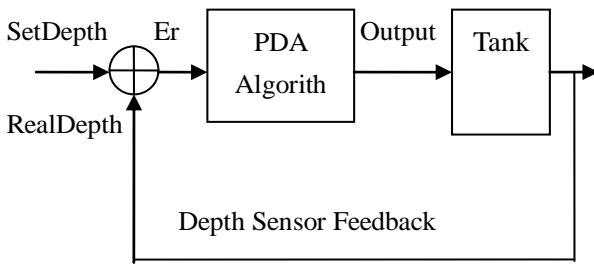 SetDepth
Er
PDA
Algorith
Output
Tank
RealDepth
Depth Sensor Feedback